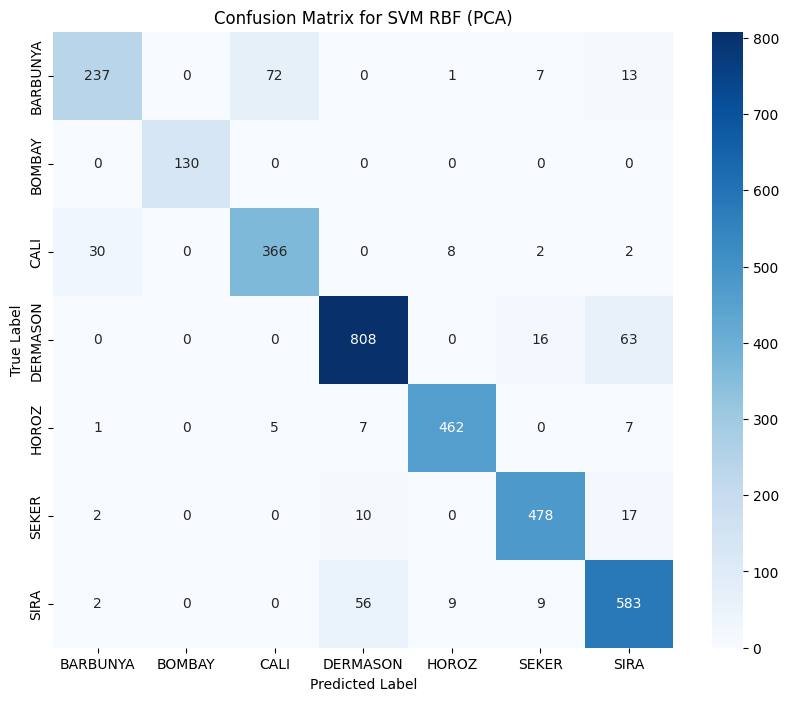 Confusion Matrix for SVM RBF (PCA)
True Label
BARBUNYA 237 0 72 0 1 7 13
BOMBAY 0 130 0 0 0 0 0
CALI 30 0 366 0 8 2 2
DERMASON 0 0 0 808 0 16 63
HOROZ 1 0 5 7 462 0 7
SEKER 2 0 0 10 0 478 17
SIRA 2 0 0 56 9 9 583
BARBUNYA BOMBAY CALI DERMASON HOROZ SEKER SIRA
Predicted Label
800
700
600
500
400
300
200
100
0